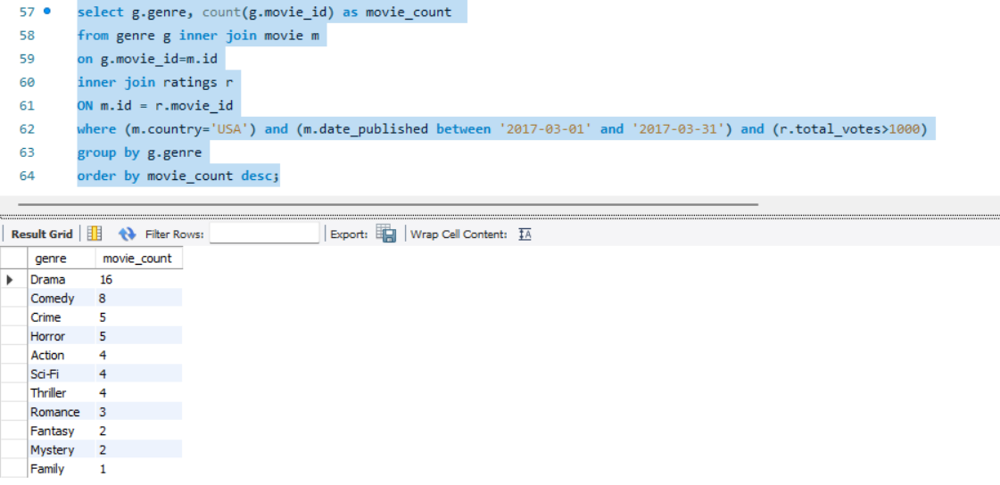 57 select g.genre, count(g.movie_id) as movie_count
58 from genre g inner join movie m
59 on g.movie_id=m.id
60 inner join ratings r
61 ON m.id = r.movie_id
62 where (m.country='USA') and (m.date_published between '2017-03-01' and '2017-03-31') and (r.total_votes>1000)
63 group by g.genre
64 order by movie_count desc;
Result Grid Filter Rows: Export: Wrap Cell Content: IA
genre movie_count
Drama 16
Comedy 8
Crime 5
Horror 5
Action 4
Sci-Fi 4
Thriller 4
Romance 3
Fantasy 2
Mystery 2
Family 1